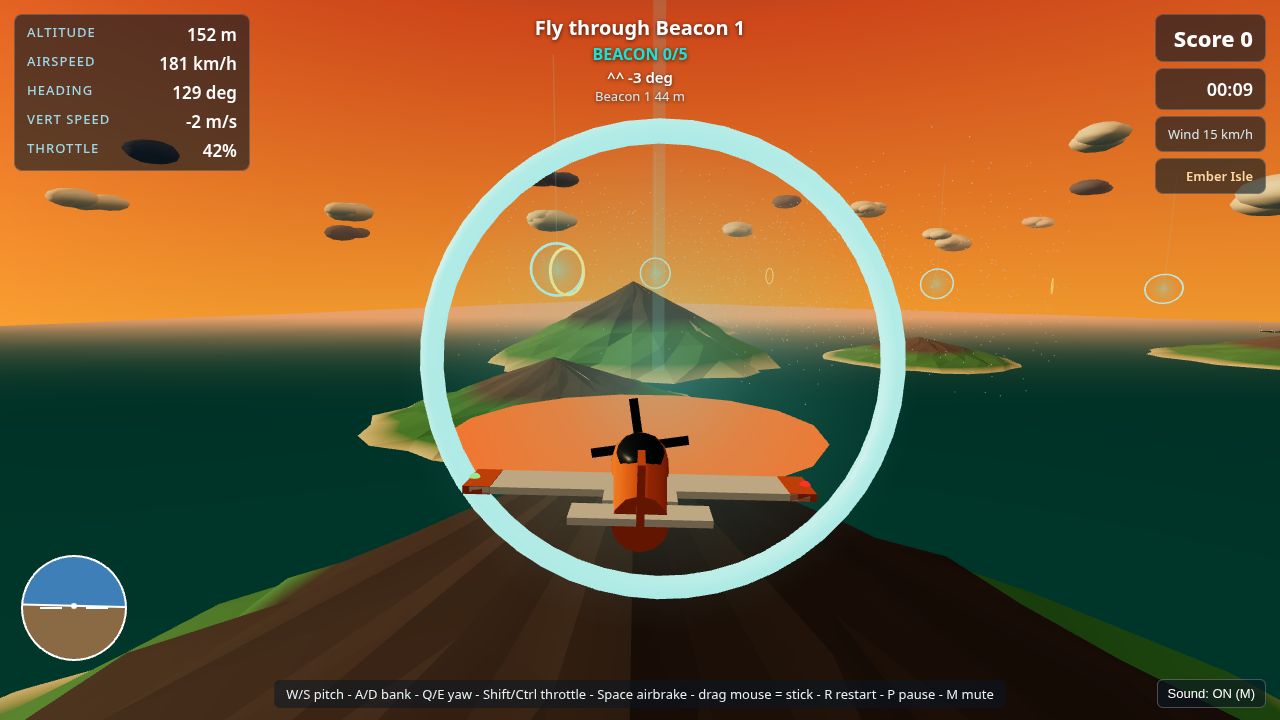 ALTITUDE 152 m
AIRSPEED 181 km/h
HEADING 129 deg
VERT SPEED -2 m/s
THROTTLE 42%
Fly through Beacon 1
BEACON 0/5
^^ -3 deg
Beacon 1 44 m
Score 0
00:09
Wind 15 km/h
Ember Isle
W/S pitch - A/D bank - Q/E yaw - Shift/Ctrl throttle - Space airbrake - drag mouse = stick - R restart - P pause - M mute
Sound: ON (M)